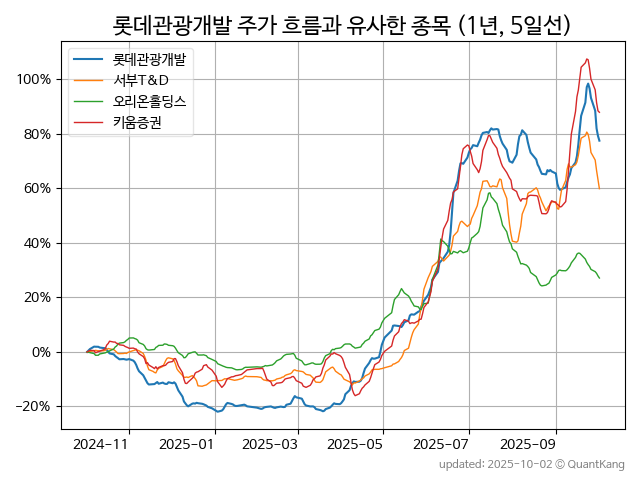 롯데관광개발 주가 흐름과 유사한 종목 (1년, 5일선)
롯데관광개발
서부T&D
오리온홀딩스
키움증권
100%
80%
60%
40%
20%
0%
−20%
2024−11
2025−01
2025−03
2025−05
2025−07
2025−09
updated: 2025-10-02 © QuantKang